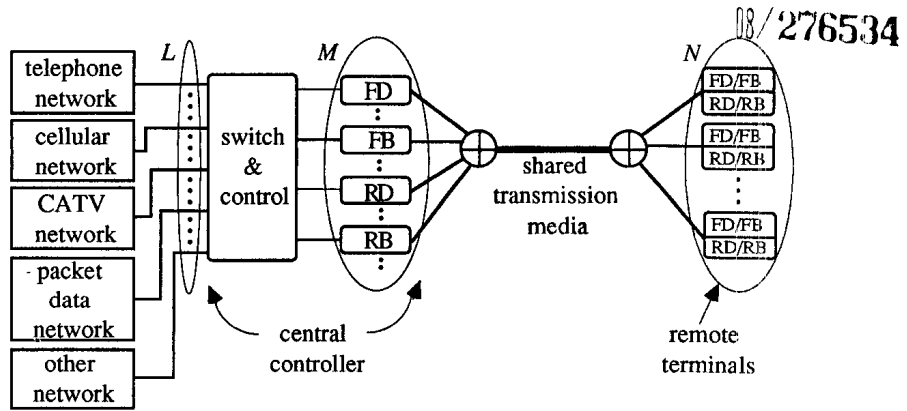 08/276534
L
M
N
telephone
network
cellular
network
CATV
network
packet
data
network
other
network
switch
&
control
FD
FB
RD
RB
shared
transmission
media
FD/FB
RD/RB
FD/FB
RD/RB
FD/FB
RD/RB
central
controller
remote
terminals